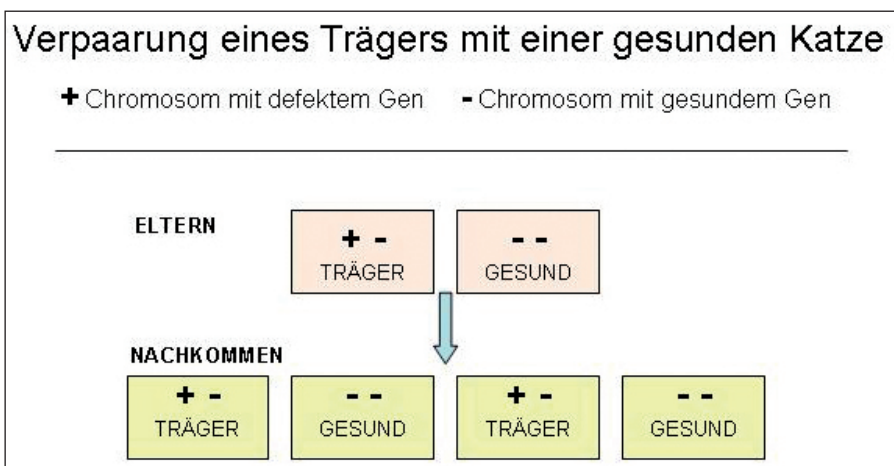 Verpaarung eines Trägers mit einer gesunden Katze
+ Chromosom mit defektem Gen - Chromosom mit gesundem Gen
ELTERN
+ - - -
TRÄGER GESUND
NACHKOMMEN
+ - - - + - - -
TRÄGER GESUND TRÄGER GESUND